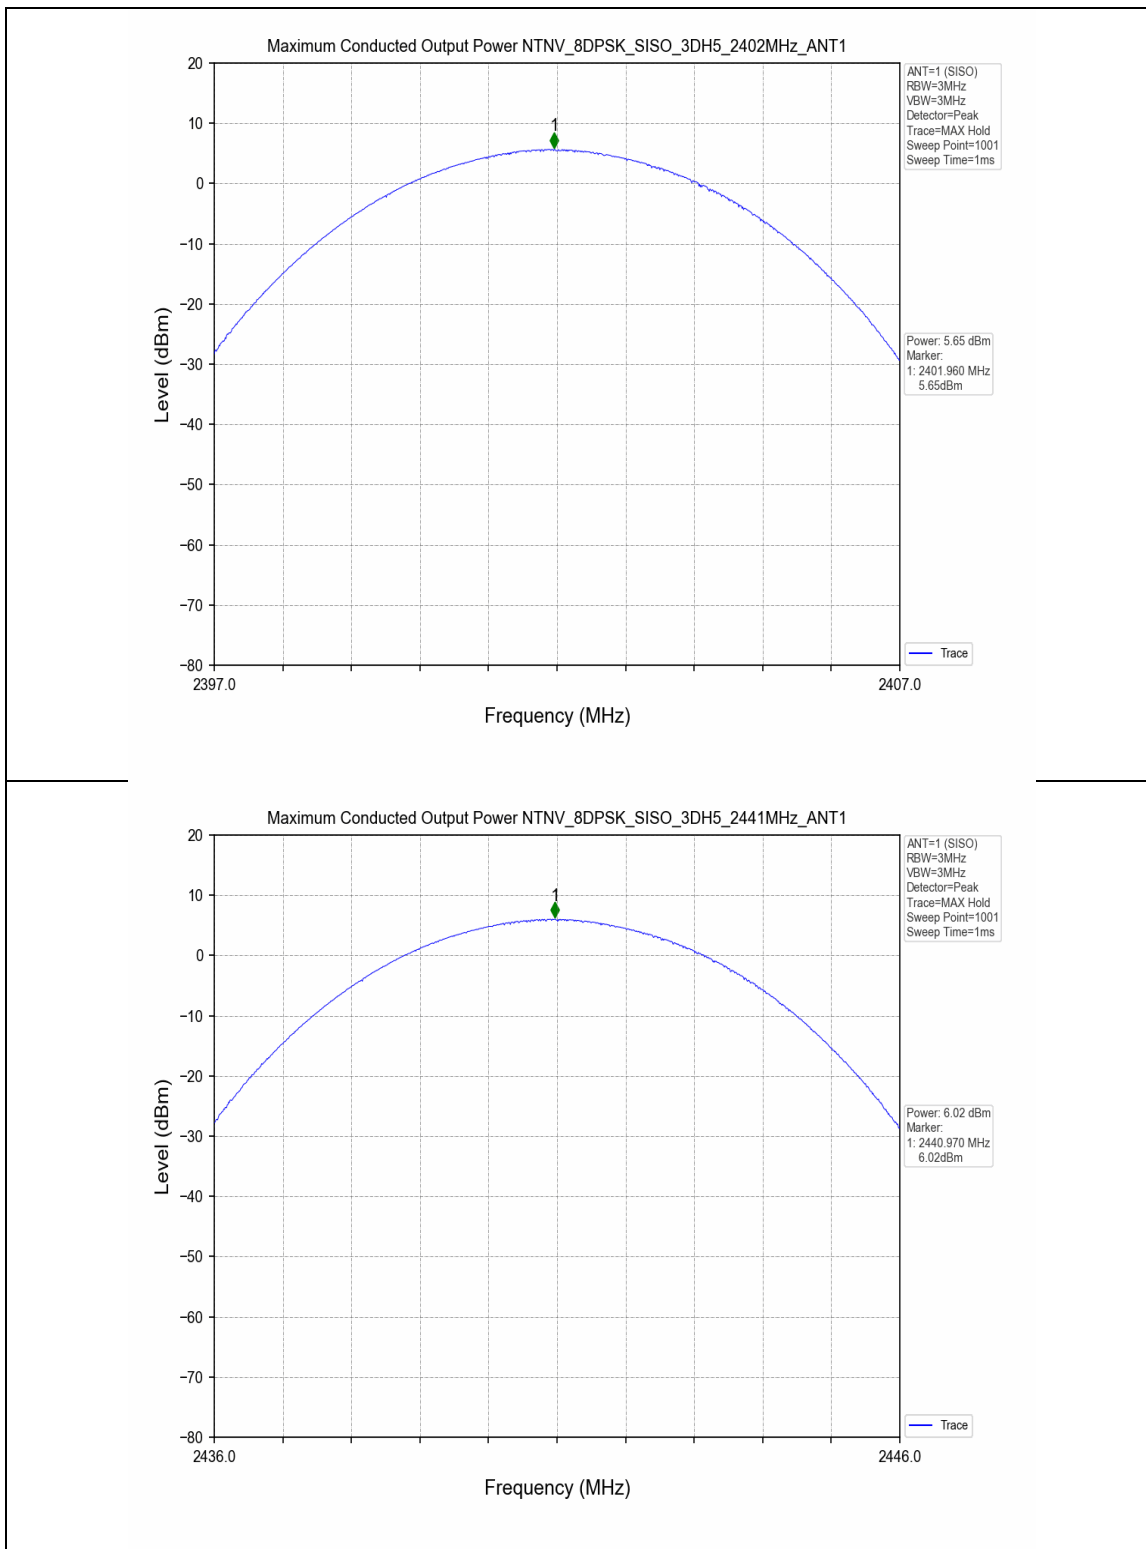 Maximum Conducted Output Power NTNV_8DPSK_SISO_3DH5_2402MHz_ANT1
20
10
0
−10
−20
−30
−40
−50
−60
−70
−80
Level (dBm)
1
2397.0
2407.0
Frequency (MHz)
ANT=1 (SISO)
RBW=3MHz
VBW=3MHz
Detector=Peak
Trace=MAX Hold
Sweep Point=1001
Sweep Time=1ms
Power: 5.65 dBm
Marker:
1: 2401.960 MHz
5.65dBm
Trace
Maximum Conducted Output Power NTNV_8DPSK_SISO_3DH5_2441MHz_ANT1
20
10
0
−10
−20
−30
−40
−50
−60
−70
−80
Level (dBm)
1
2436.0
2446.0
Frequency (MHz)
ANT=1 (SISO)
RBW=3MHz
VBW=3MHz
Detector=Peak
Trace=MAX Hold
Sweep Point=1001
Sweep Time=1ms
Power: 6.02 dBm
Marker:
1: 2440.970 MHz
6.02dBm
Trace